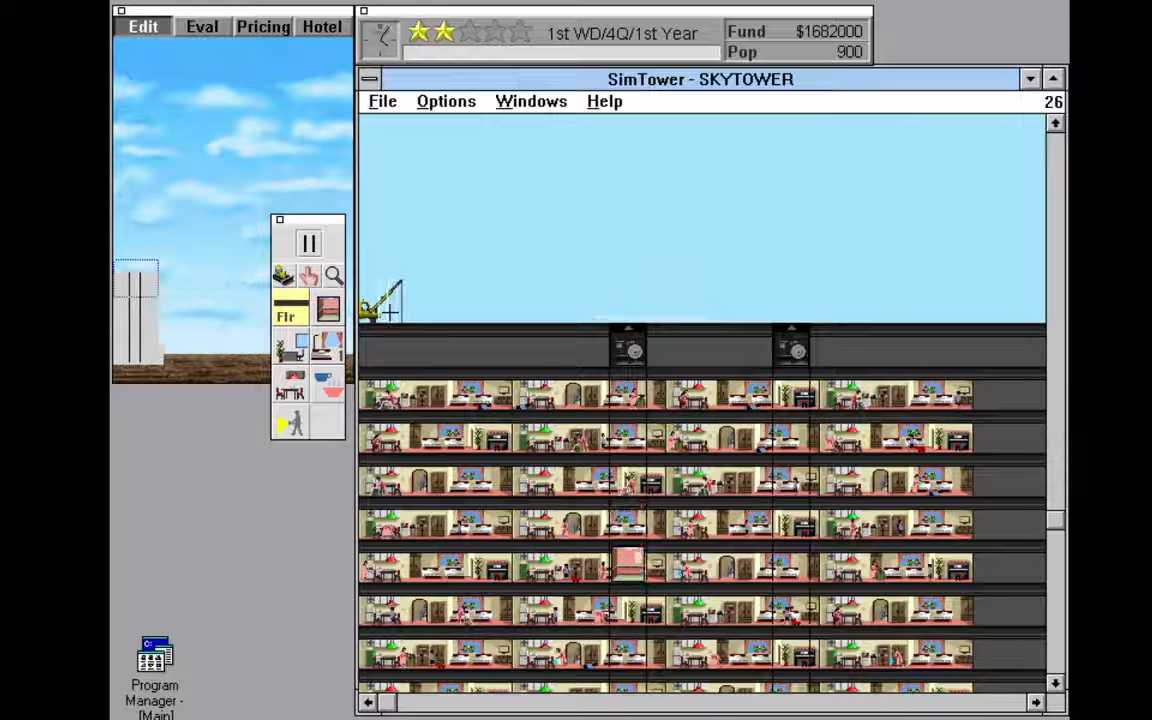 Edit Eval Pricing Hotel
1st WD/4Q/1st Year
Fund $1682000
Pop 900
SimTower - SKYTOWER
File Options Windows Help
26
Flr
1
Program
Manager -
[Main]